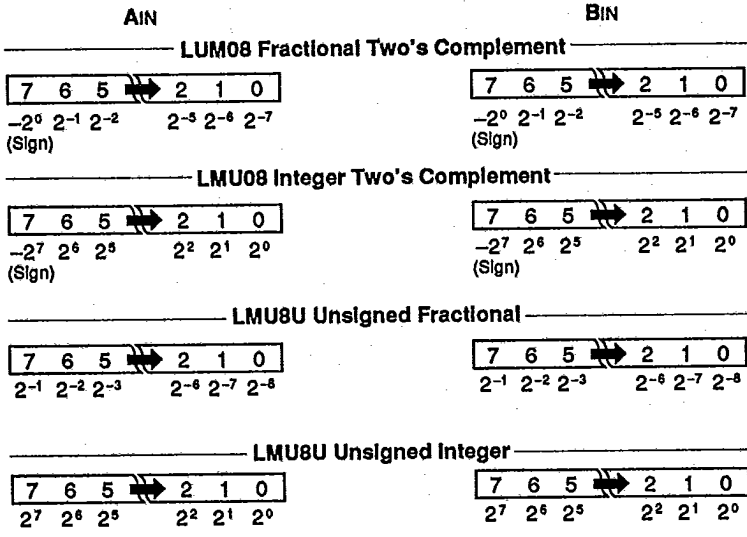 AIN BIN
LUM08 Fractional Two's Complement
7 6 5 2 1 0 7 6 5 2 1 0
–2⁰ 2⁻¹ 2⁻² 2⁻⁵ 2⁻⁶ 2⁻⁷ –2⁰ 2⁻¹ 2⁻² 2⁻⁵ 2⁻⁶ 2⁻⁷
(Sign) (Sign)
LMU08 Integer Two's Complement
7 6 5 2 1 0 7 6 5 2 1 0
–2⁷ 2⁶ 2⁵ 2² 2¹ 2⁰ –2⁷ 2⁶ 2⁵ 2² 2¹ 2⁰
(Sign) (Sign)
LMU8U Unsigned Fractional
7 6 5 2 1 0 7 6 5 2 1 0
2⁻¹ 2⁻² 2⁻³ 2⁻⁶ 2⁻⁷ 2⁻⁸ 2⁻¹ 2⁻² 2⁻³ 2⁻⁶ 2⁻⁷ 2⁻⁸
LMU8U Unsigned Integer
7 6 5 2 1 0 7 6 5 2 1 0
2⁷ 2⁶ 2⁵ 2² 2¹ 2⁰ 2⁷ 2⁶ 2⁵ 2² 2¹ 2⁰